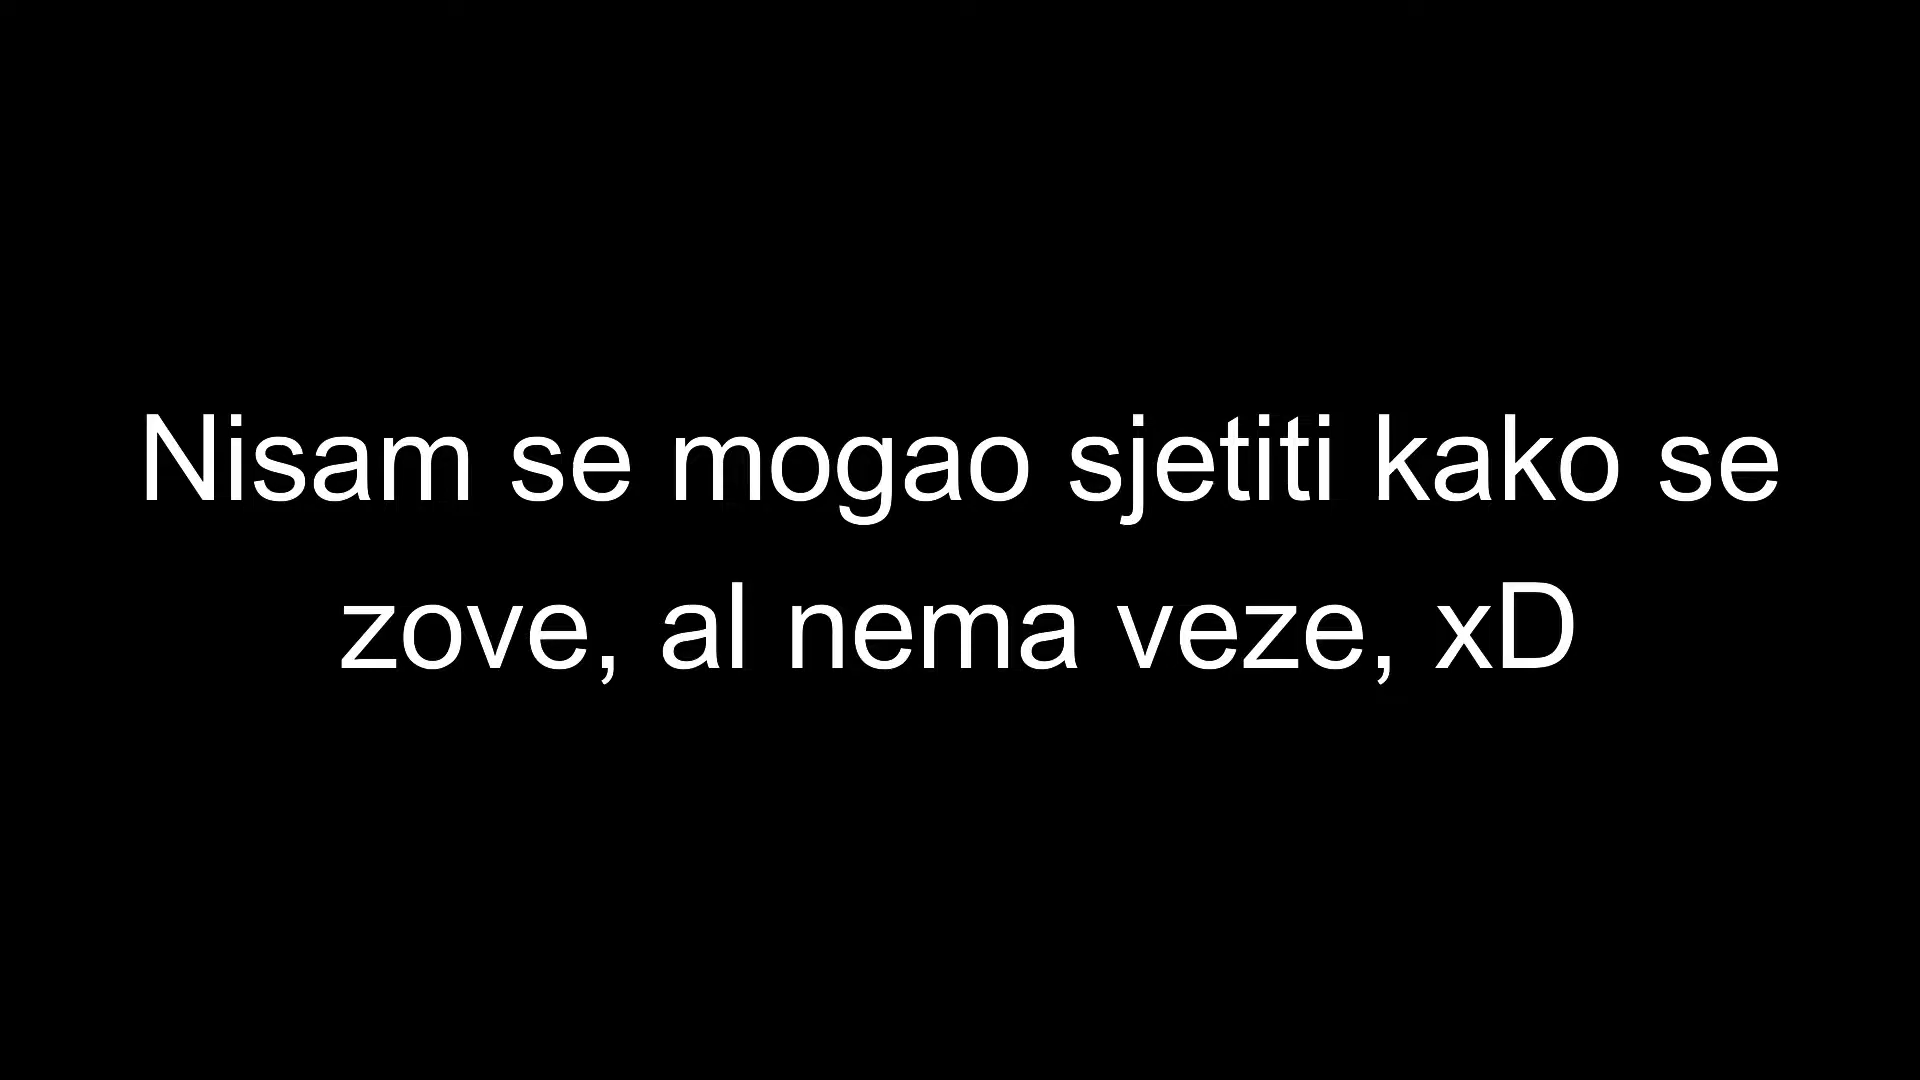 Nisam se mogao sjetiti kako se
zove, al nema veze, xD